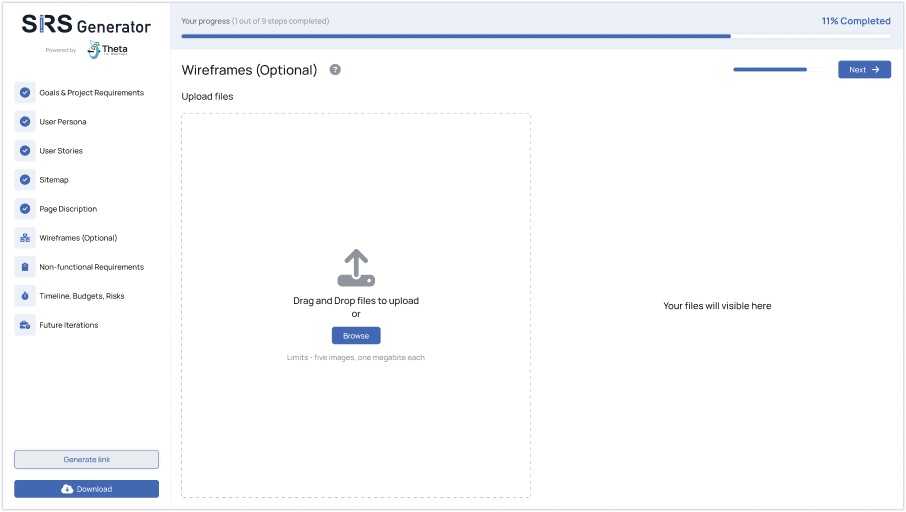 SRS Generator
Powered by Theta
Goals & Project Requirements
User Persona
User Stories
Sitemap
Page Discription
Wireframes (Optional)
Non-functional Requirements
Timeline, Budgets, Risks
Future Iterations
Generate link
Download
Your progress (1 out of 9 steps completed)
11% Completed
Wireframes (Optional) ?
Next
Upload files
Drag and Drop files to upload
or
Browse
Limits - five images, one megabite each
Your files will visible here